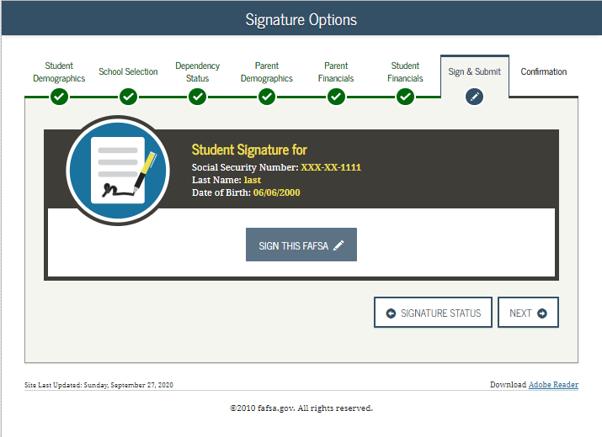 Signature Options
Student Demographics
School Selection
Dependency Status
Parent Demographics
Parent Financials
Student Financials
Sign & Submit
Confirmation
Student Signature for
Social Security Number: XXX-XX-1111
Last Name: last
Date of Birth: 06/06/2000
SIGN THIS FAFSA
SIGNATURE STATUS
NEXT
Site Last Updated: Sunday, September 27, 2020
Download Adobe Reader
©2010 fafsa.gov. All rights reserved.